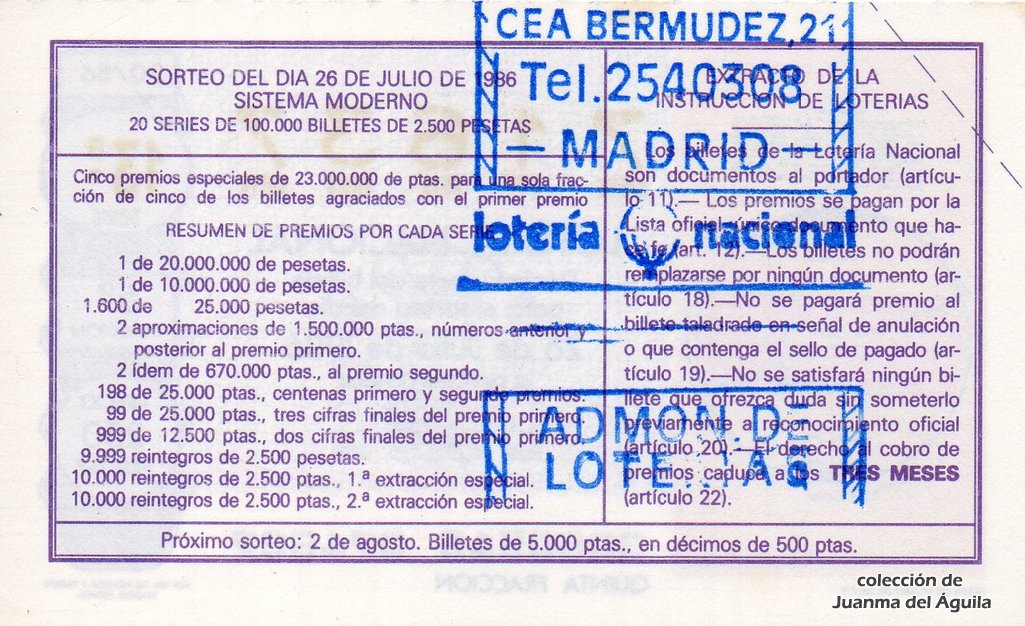 CEA BERMUDEZ, 21
Tel. 2540308
— MADRID —
lotería nacional
ADMON. DE
LOTERIAS
SORTEO DEL DIA 26 DE JULIO DE 1986
SISTEMA MODERNO
20 SERIES DE 100.000 BILLETES DE 2.500 PESETAS
Cinco premios especiales de 23.000.000 de ptas. para una sola frac-
ción de cinco de los billetes agraciados con el primer premio
RESUMEN DE PREMIOS POR CADA SERIE
1 de 20.000.000 de pesetas.
1 de 10.000.000 de pesetas.
1.600 de 25.000 pesetas.
2 aproximaciones de 1.500.000 ptas., números anterior y
posterior al premio primero.
2 ídem de 670.000 ptas., al premio segundo.
198 de 25.000 ptas., centenas primero y segundo premios.
99 de 25.000 ptas., tres cifras finales del premio primero.
999 de 12.500 ptas., dos cifras finales del premio primero.
9.999 reintegros de 2.500 pesetas.
10.000 reintegros de 2.500 ptas., 1.ª extracción especial.
10.000 reintegros de 2.500 ptas., 2.ª extracción especial.
EXTRACTO DE LA
INSTRUCCION DE LOTERIAS
Los billetes de la Lotería Nacional
son documentos al portador (artícu-
lo 11).— Los premios se pagan por la
Lista oficial, único documento que ha-
ce fe (art. 12).—Los billetes no podrán
remplazarse por ningún documento (ar-
tículo 18).—No se pagará premio al
billete taladrado en señal de anulación
o que contenga el sello de pagado (ar-
tículo 19).—No se satisfará ningún bi-
llete que ofrezca duda sin someterlo
previamente al reconocimiento oficial
(artículo 20).—El derecho al cobro de
premios caduca a los TRES MESES
(artículo 22).
Próximo sorteo: 2 de agosto. Billetes de 5.000 ptas., en décimos de 500 ptas.
colección de
Juanma del Águila